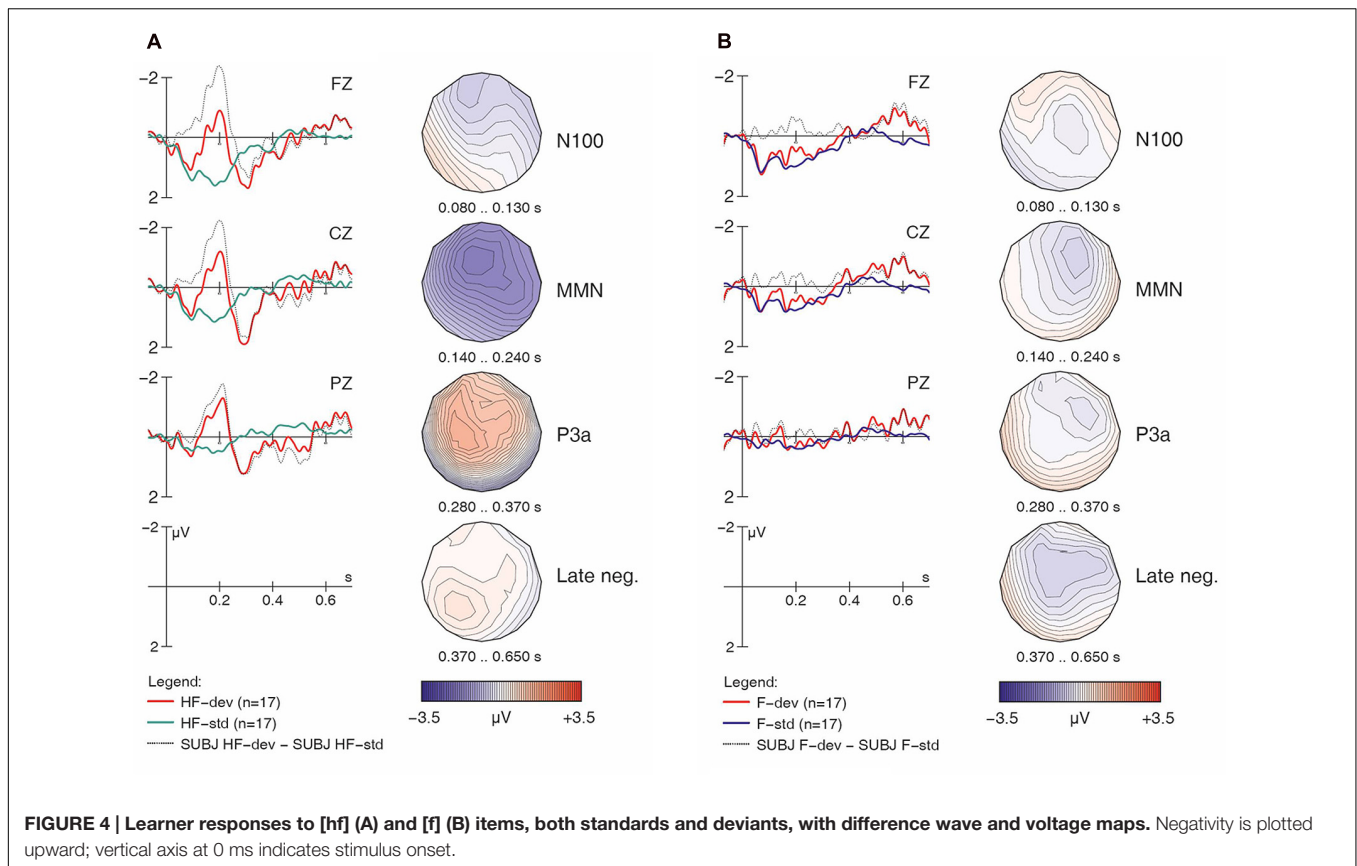 A
−2
FZ
2
N100
0.080 .. 0.130 s
−2
CZ
2
MMN
0.140 .. 0.240 s
−2
PZ
2
P3a
0.280 .. 0.370 s
−2
µV
s
0.2 0.4 0.6
2
Late neg.
0.370 .. 0.650 s
Legend:
HF−dev (n=17)
HF−std (n=17)
SUBJ HF−dev − SUBJ HF−std
−3.5 µV +3.5
B
−2
FZ
2
N100
0.080 .. 0.130 s
−2
CZ
2
MMN
0.140 .. 0.240 s
−2
PZ
2
P3a
0.280 .. 0.370 s
−2
µV
s
0.2 0.4 0.6
2
Late neg.
0.370 .. 0.650 s
Legend:
F−dev (n=17)
F−std (n=17)
SUBJ F−dev − SUBJ F−std
−3.5 µV +3.5
FIGURE 4 | Learner responses to [hf] (A) and [f] (B) items, both standards and deviants, with difference wave and voltage maps. Negativity is plotted
upward; vertical axis at 0 ms indicates stimulus onset.